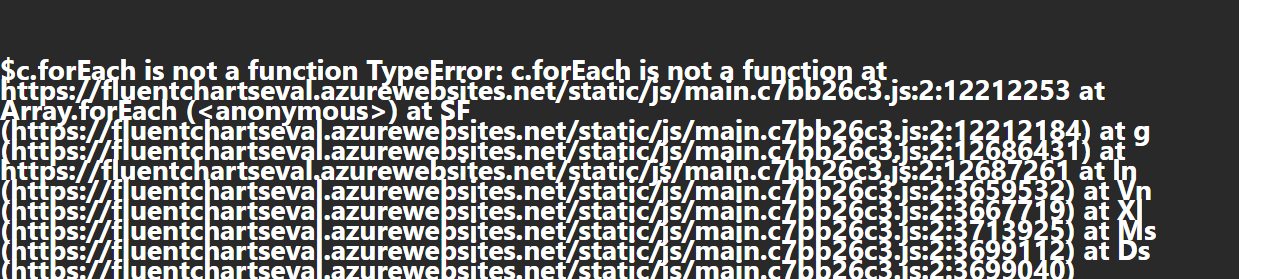 $c.forEach is not a function TypeError: c.forEach is not a function at
https://fluentchartseval.azurewebsites.net/static/js/main.c7bb26c3.js:2:12212253 at
Array.forEach (<anonymous>) at SF
(https://fluentchartseval.azurewebsites.net/static/js/main.c7bb26c3.js:2:12212184) at g
(https://fluentchartseval.azurewebsites.net/static/js/main.c7bb26c3.js:2:12686431) at
https://fluentchartseval.azurewebsites.net/static/js/main.c7bb26c3.js:2:12687261 at ln
(https://fluentchartseval.azurewebsites.net/static/js/main.c7bb26c3.js:2:3659532) at Vn
(https://fluentchartseval.azurewebsites.net/static/js/main.c7bb26c3.js:2:3667719) at Xl
(https://fluentchartseval.azurewebsites.net/static/js/main.c7bb26c3.js:2:3713925) at Ms
(https://fluentchartseval.azurewebsites.net/static/js/main.c7bb26c3.js:2:3699112) at Ds
(https://fluentchartseval.azurewebsites.net/static/js/main.c7bb26c3.js:2:3699040)